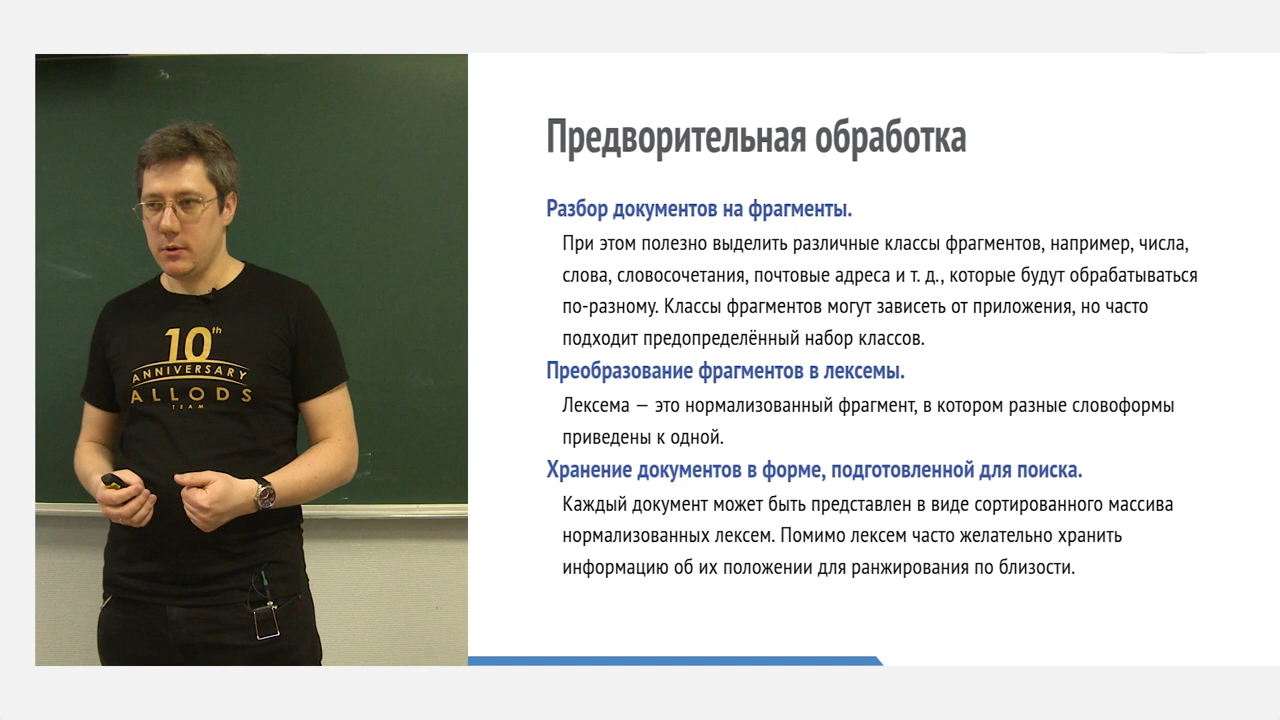 10th
ANNIVERSARY
ALLODS
TEAM
Предворительная обработка
Разбор документов на фрагменты.
При этом полезно выделить различные классы фрагментов, например, числа,
слова, словосочетания, почтовые адреса и т. д., которые будут обрабатываться
по-разному. Классы фрагментов могут зависеть от приложения, но часто
подходит предопределённый набор классов.
Преобразование фрагментов в лексемы.
Лексема — это нормализованный фрагмент, в котором разные словоформы
приведены к одной.
Хранение документов в форме, подготовленной для поиска.
Каждый документ может быть представлен в виде сортированного массива
нормализованных лексем. Помимо лексем часто желательно хранить
информацию об их положении для ранжирования по близости.